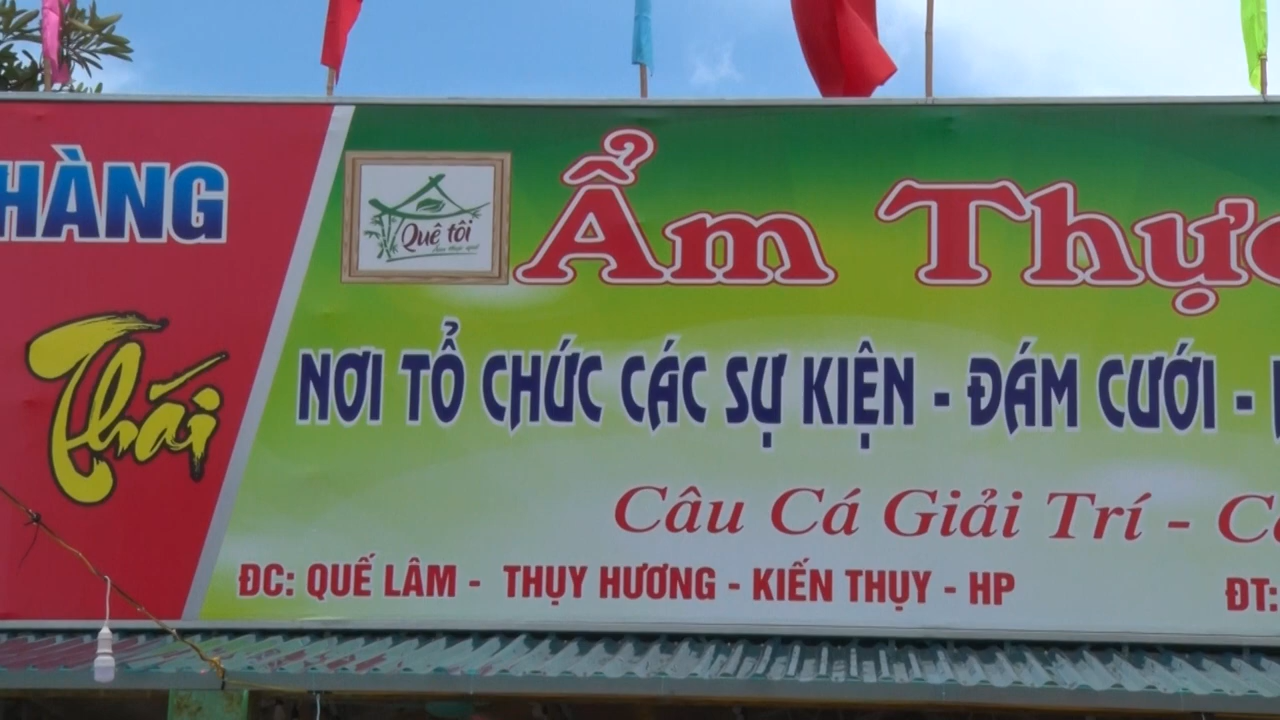 HÀNG
Thái
Quê tôi
Ẩm Thực
NƠI TỔ CHỨC CÁC SỰ KIỆN - ĐÁM CƯỚI -
Câu Cá Giải Trí -
ĐC: QUẾ LÂM - THỤY HƯƠNG - KIẾN THỤY - HP
ĐT: